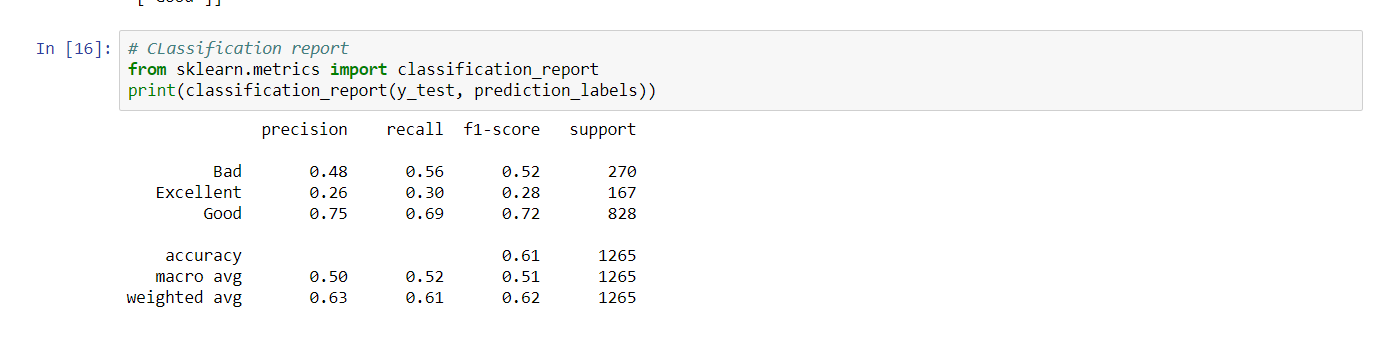 In [16]: # CLassification report
from sklearn.metrics import classification_report
print(classification_report(y_test, prediction_labels))
precision recall f1-score support
Bad 0.48 0.56 0.52 270
Excellent 0.26 0.30 0.28 167
Good 0.75 0.69 0.72 828
accuracy 0.61 1265
macro avg 0.50 0.52 0.51 1265
weighted avg 0.63 0.61 0.62 1265